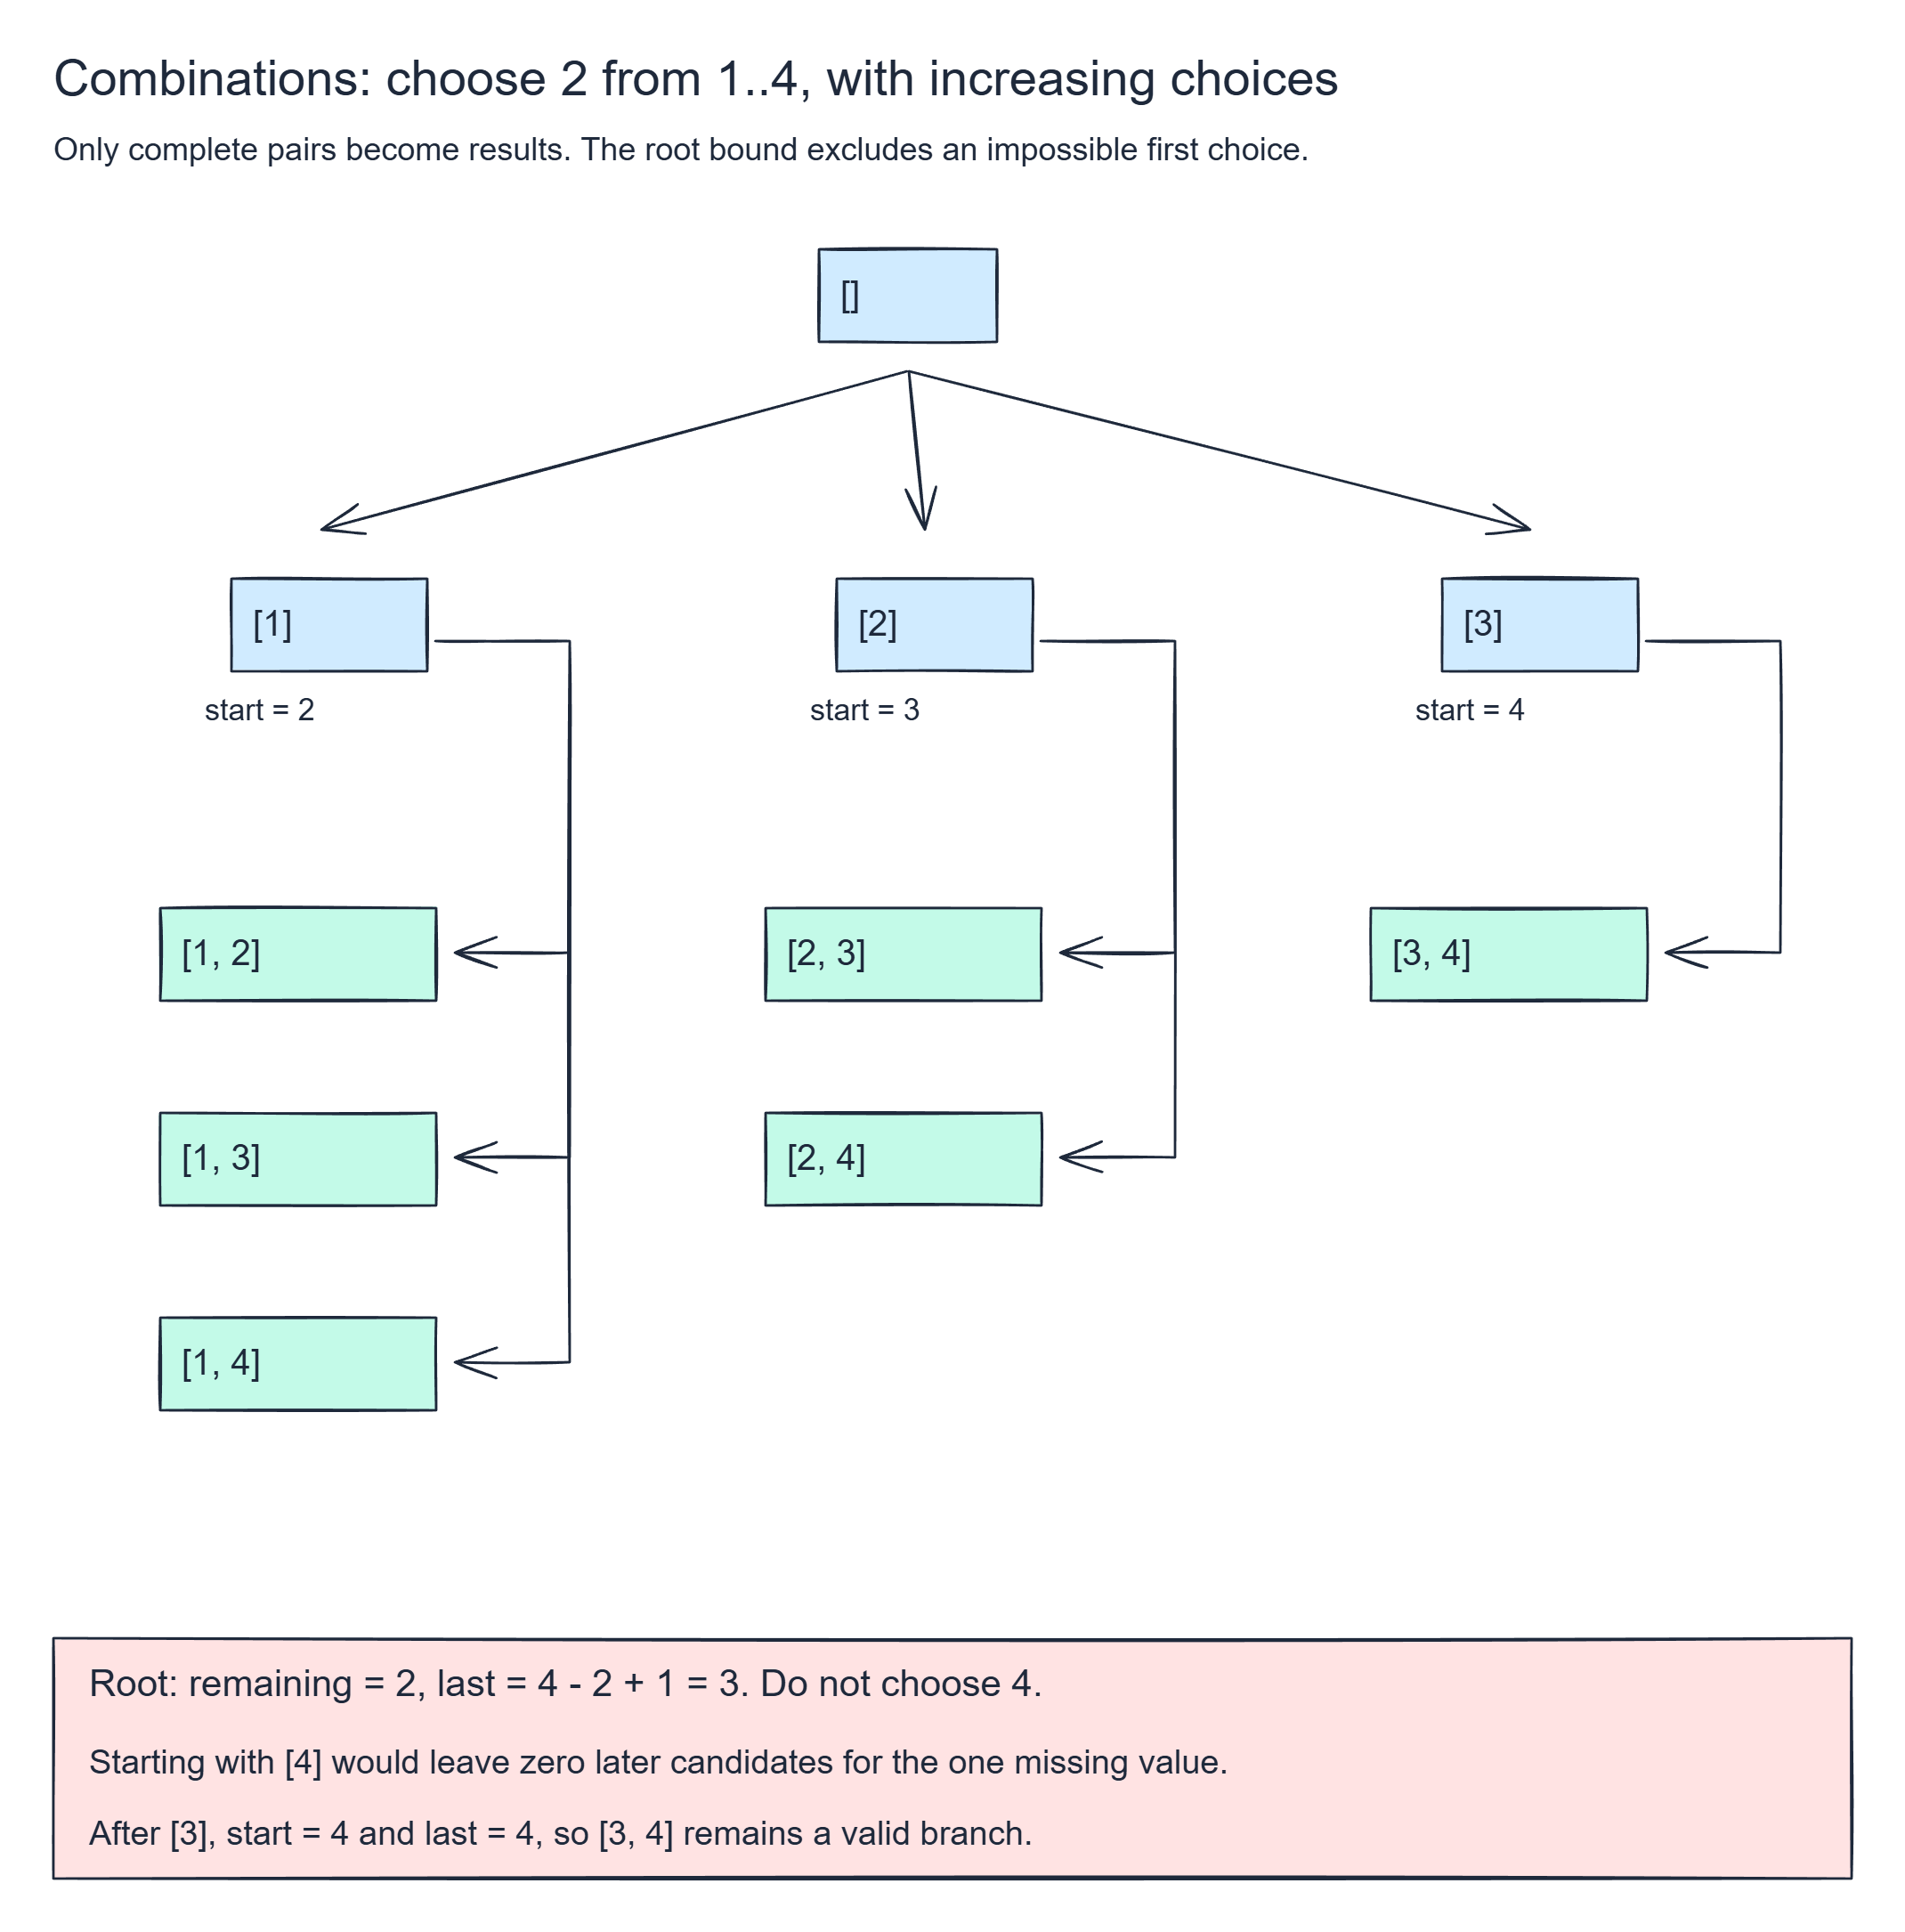 Combinations: choose 2 from 1..4, with increasing choices
Only complete pairs become results. The root bound excludes an impossible first choice.
[]
[1]
[2]
[3]
start = 2
start = 3
start = 4
[1, 2]
[2, 3]
[3, 4]
[1, 3]
[2, 4]
[1, 4]
Root: remaining = 2, last = 4 - 2 + 1 = 3. Do not choose 4.
Starting with [4] would leave zero later candidates for the one missing value.
After [3], start = 4 and last = 4, so [3, 4] remains a valid branch.